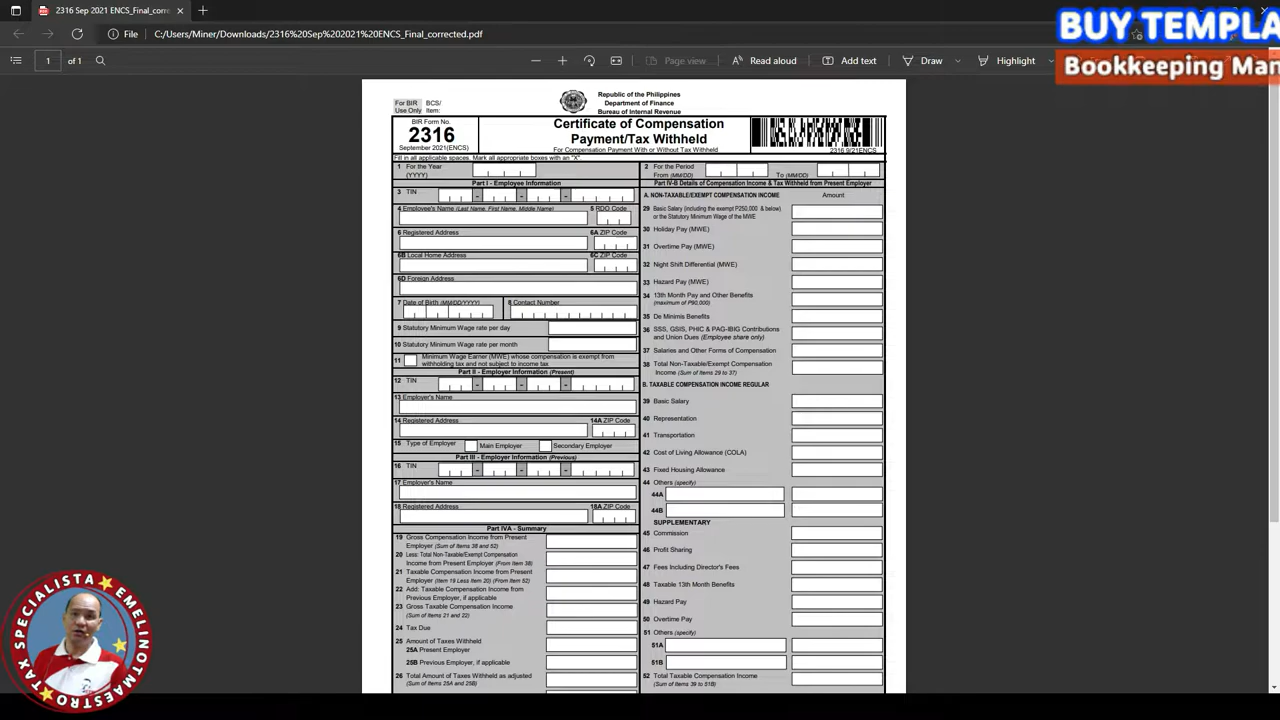 2316 Sep 2021 ENCS_Final_corre
File
C:/Users/Miner/Downloads/2316%20Sep%202021%20ENCS_Final_corrected.pdf
BUY TEMPLA
Bookkeeping Man
1 of 1
Page view
Read aloud
Add text
Draw
Highlight
For BIR Use Only
BCS/ Item:
Republic of the Philippines
Department of Finance
Bureau of Internal Revenue
BIR Form No.
2316
September 2021(ENCS)
Certificate of Compensation
Payment/Tax Withheld
For Compensation Payment With or Without Tax Withheld
2316 9/21ENCS
Fill in all applicable spaces. Mark all appropriate boxes with an "X".
1 For the Year
(YYYY)
2 For the Period
From (MM/DD)
To (MM/DD)
Part I - Employee Information
3 TIN
4 Employee's Name (Last Name, First Name, Middle Name)
5 RDO Code
6 Registered Address
6A ZIP Code
6B Local Home Address
6C ZIP Code
6D Foreign Address
7 Date of Birth (MM/DD/YYYY)
8 Contact Number
9 Statutory Minimum Wage rate per day
10 Statutory Minimum Wage rate per month
11 Minimum Wage Earner (MWE) whose compensation is exempt from
withholding tax and not subject to income tax
Part II - Employer Information (Present)
12 TIN
13 Employer's Name
14 Registered Address
14A ZIP Code
15 Type of Employer
Main Employer
Secondary Employer
Part III - Employer Information (Previous)
16 TIN
17 Employer's Name
18 Registered Address
18A ZIP Code
Part IVA - Summary
19 Gross Compensation Income from Present
Employer (Sum of Items 38 and 52)
20 Less: Total Non-Taxable/Exempt Compensation
Income from Present Employer (From Item 38)
21 Taxable Compensation Income from Present
Employer (Item 19 Less Item 20) (From Item 52)
22 Add: Taxable Compensation Income from
Previous Employer, if applicable
23 Gross Taxable Compensation Income
(Sum of Items 21 and 22)
24 Tax Due
25 Amount of Taxes Withheld
25A Present Employer
25B Previous Employer, if applicable
26 Total Amount of Taxes Withheld as adjusted
(Sum of Items 25A and 25B)
Part IV-B Details of Compensation Income & Tax Withheld from Present Employer
A. NON-TAXABLE/EXEMPT COMPENSATION INCOME
Amount
29 Basic Salary (including the exempt P250,000 & below)
or the Statutory Minimum Wage of the MWE
30 Holiday Pay (MWE)
31 Overtime Pay (MWE)
32 Night Shift Differential (MWE)
33 Hazard Pay (MWE)
34 13th Month Pay and Other Benefits
(maximum of P90,000)
35 De Minimis Benefits
36 SSS, GSIS, PHIC & PAG-IBIG Contributions
and Union Dues (Employee share only)
37 Salaries and Other Forms of Compensation
38 Total Non-Taxable/Exempt Compensation
Income (Sum of Items 29 to 37)
B. TAXABLE COMPENSATION INCOME REGULAR
39 Basic Salary
40 Representation
41 Transportation
42 Cost of Living Allowance (COLA)
43 Fixed Housing Allowance
44 Others (specify)
44A
44B
SUPPLEMENTARY
45 Commission
46 Profit Sharing
47 Fees Including Director's Fees
48 Taxable 13th Month Benefits
49 Hazard Pay
50 Overtime Pay
51 Others (specify)
51A
51B
52 Total Taxable Compensation Income
(Sum of Items 39 to 51B)
TAX SPECIALISTA
EMELINOTMAESTRO